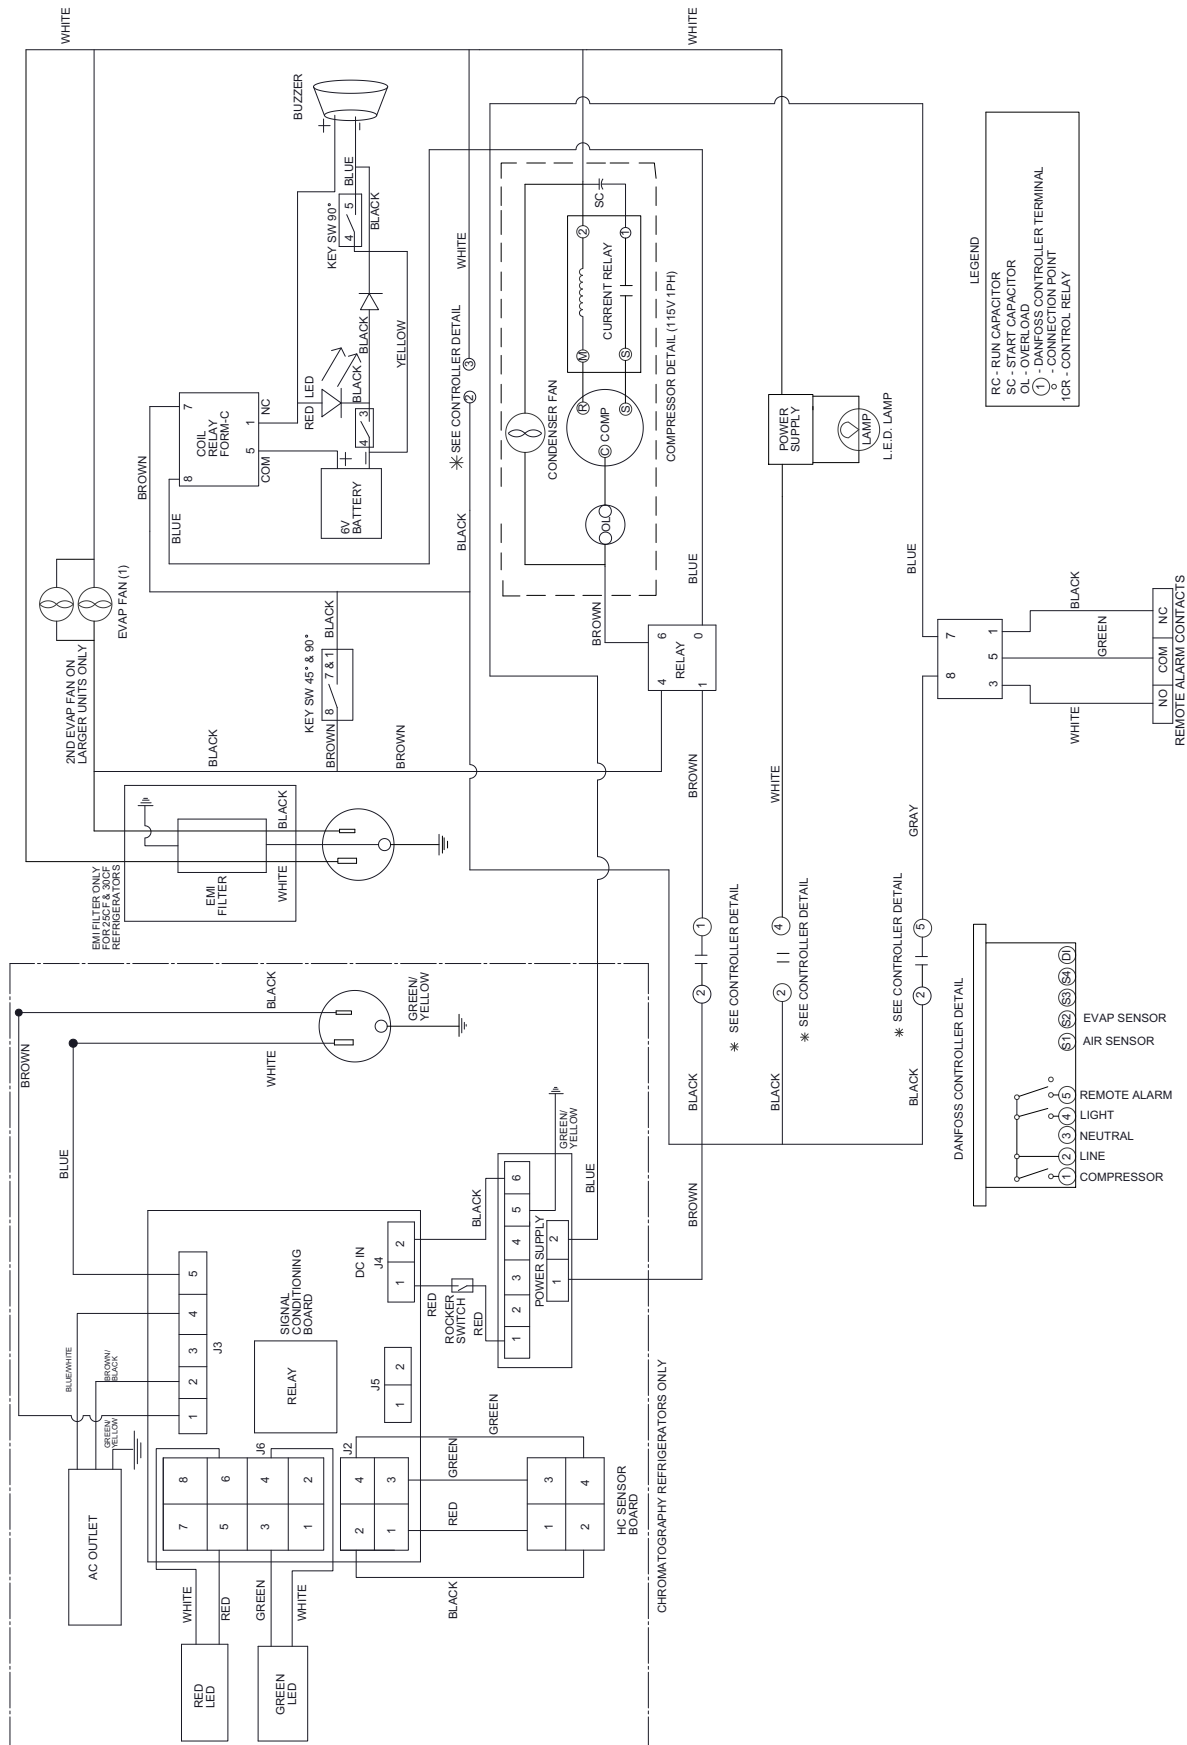 WHITE
WHITE
BUZZER
+
–
BLUE
BLACK
KEY SW 90°
4 5
WHITE
BLACK
YELLOW
RED LED
BLACK
4 3
7
8
COIL
RELAY
FORM-C
1
NC
5
COM
BROWN
BLUE
+
–
6V
BATTERY
* SEE CONTROLLER DETAIL
2
3
BLACK
EVAP FAN (1)
2ND EVAP FAN ON
LARGER UNITS ONLY
KEY SW 45° & 90°
8 7 & 1
BLACK
BROWN
BLACK
BROWN
SC
2
1
CURRENT RELAY
M
S
R
S
C
COMP
OL
CONDENSER FAN
COMPRESSOR DETAIL (115V 1PH)
BROWN
BLUE
6
4
0
1
RELAY
BROWN
POWER
SUPPLY
LAMP
L.E.D. LAMP
WHITE
LEGEND
RC - RUN CAPACITOR
SC - START CAPACITOR
OL - OVERLOAD
1 - DANFOSS CONTROLLER TERMINAL
° - CONNECTION POINT
1CR - CONTROL RELAY
BLUE
7
8
1
5
3
BLACK
GREEN
WHITE
NO COM NC
REMOTE ALARM CONTACTS
GRAY
EMI FILTER ONLY
FOR 25CF & 30CF
REFRIGERATORS
EMI
FILTER
BLACK
WHITE
1
2
* SEE CONTROLLER DETAIL
BLACK
4
2
* SEE CONTROLLER DETAIL
BLACK
5
2
* SEE CONTROLLER DETAIL
BLACK
BROWN
BLACK
WHITE
GREEN/
YELLOW
BROWN
BLUE
GREEN/
YELLOW
BLUE
BROWN
BLACK
1 2 3 4 5 6
POWER SUPPLY
1 2
RED
ROCKER
SWITCH
RED
DC IN
J4
1 2
J5
1 2
SIGNAL
CONDITIONING
BOARD
RELAY
J3
1 2 3 4 5
BLUE/WHITE
BROWN/
BLACK
GREEN/
YELLOW
AC OUTLET
J6
7 8
5 6
3 4
1 2
J2
2 4
1 3
GREEN
GREEN
RED
BLACK
1 3
2 4
HC SENSOR
BOARD
WHITE
RED
GREEN
WHITE
RED
LED
GREEN
LED
CHROMATOGRAPHY REFRIGERATORS ONLY
DANFOSS CONTROLLER DETAIL
DI
S4
S3
S2 EVAP SENSOR
S1 AIR SENSOR
5 REMOTE ALARM
4 LIGHT
3 NEUTRAL
2 LINE
1 COMPRESSOR